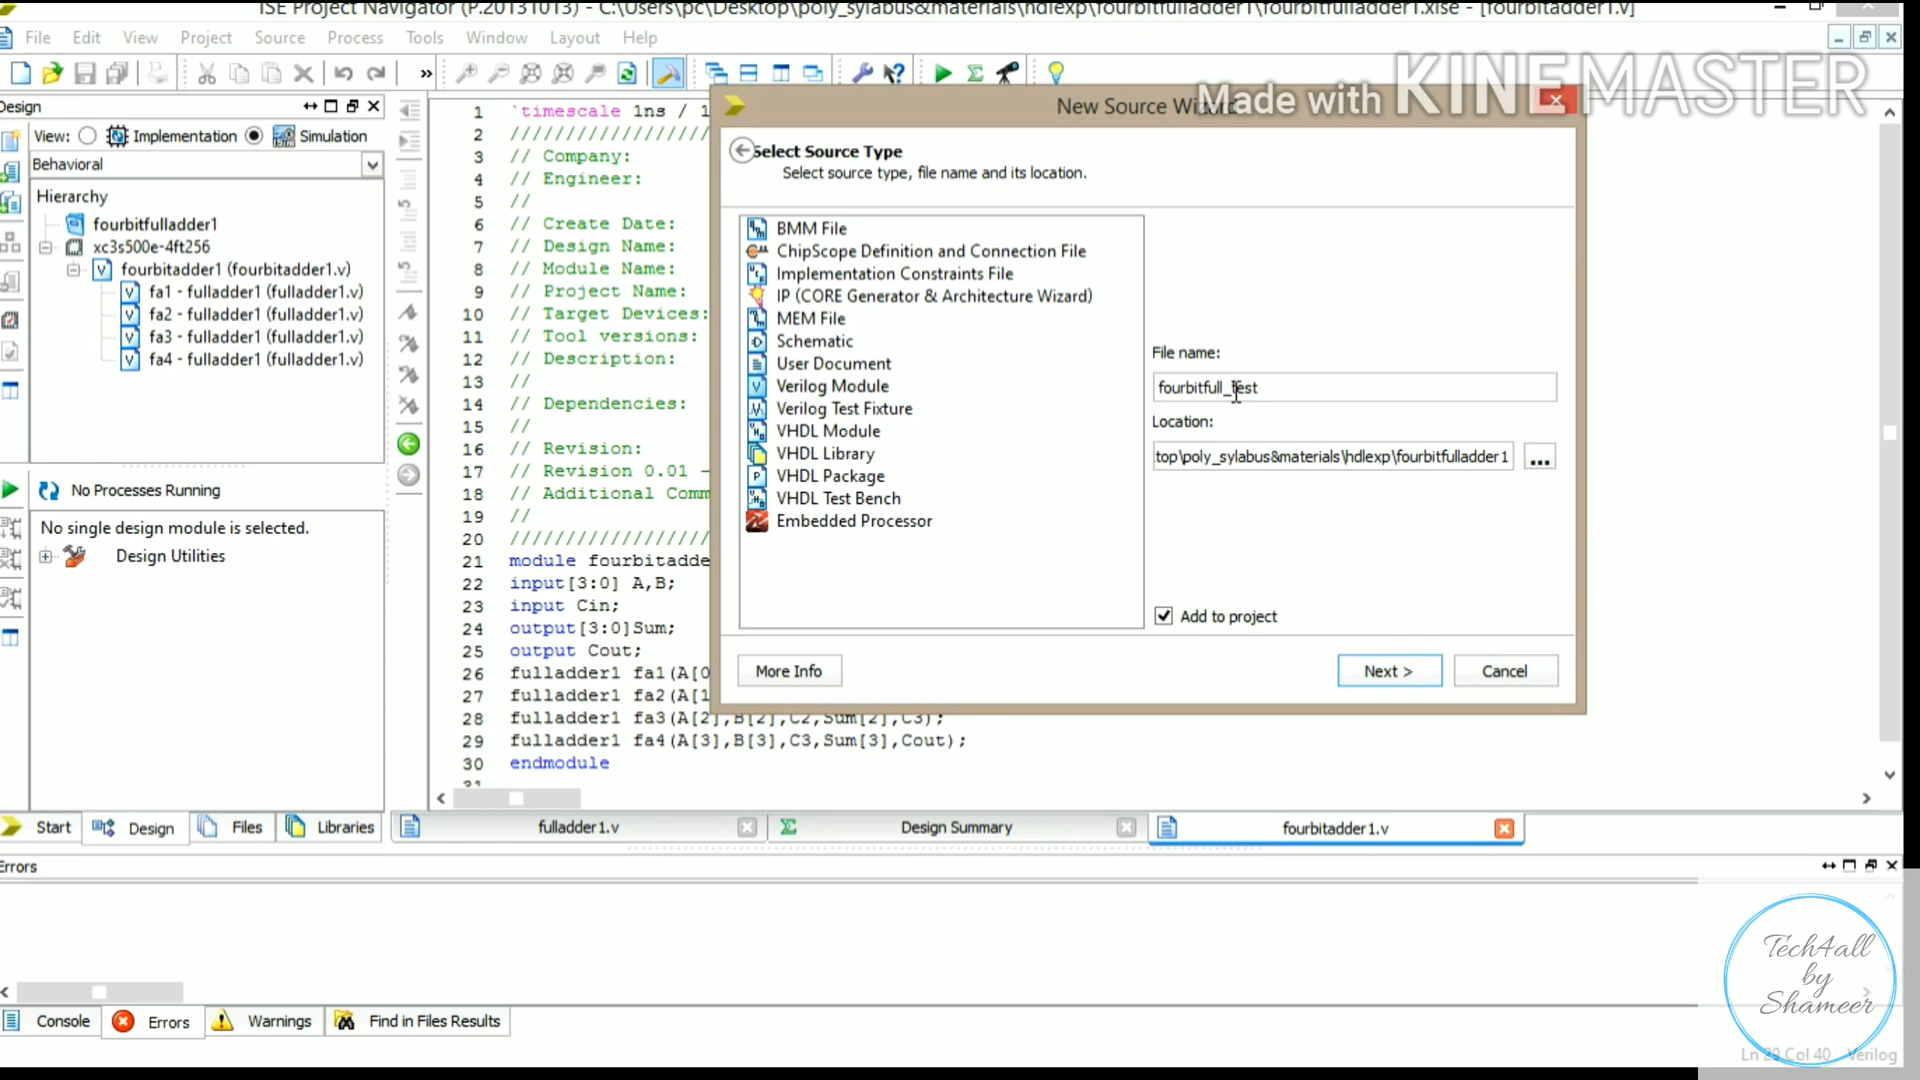 ISE Project Navigator (P.20131013) - C:\Users\pc\Desktop\poly_sylabus&materials\hdlexp\fourbitfulladder1\fourbitfulladder1.xise - [fourbitadder1.v]
File Edit View Project Source Process Tools Window Layout Help
Made with KINEMASTER
Design
View: Implementation Simulation
Behavioral
Hierarchy
fourbitfulladder1
xc3s500e-4ft256
fourbitadder1 (fourbitadder1.v)
fa1 - fulladder1 (fulladder1.v)
fa2 - fulladder1 (fulladder1.v)
fa3 - fulladder1 (fulladder1.v)
fa4 - fulladder1 (fulladder1.v)
No Processes Running
No single design module is selected.
Design Utilities
Start Design Files Libraries
1 `timescale 1ns / 1
2 //////////////////
3 // Company:
4 // Engineer:
5 //
6 // Create Date:
7 // Design Name:
8 // Module Name:
9 // Project Name:
10 // Target Devices:
11 // Tool versions:
12 // Description:
13 //
14 // Dependencies:
15 //
16 // Revision:
17 // Revision 0.01 -
18 // Additional Comm
19 //
20 //////////////////
21 module fourbitadde
22 input[3:0] A,B;
23 input Cin;
24 output[3:0]Sum;
25 output Cout;
26 fulladder1 fa1(A[0
27 fulladder1 fa2(A[1
28 fulladder1 fa3(A[2],B[2],C2,Sum[2],C3);
29 fulladder1 fa4(A[3],B[3],C3,Sum[3],Cout);
30 endmodule
31
New Source Wizard
Select Source Type
Select source type, file name and its location.
BMM File
ChipScope Definition and Connection File
Implementation Constraints File
IP (CORE Generator & Architecture Wizard)
MEM File
Schematic
User Document
Verilog Module
Verilog Test Fixture
VHDL Module
VHDL Library
VHDL Package
VHDL Test Bench
Embedded Processor
File name:
fourbitfull_test
Location:
top\poly_sylabus&materials\hdlexp\fourbitfulladder1
...
Add to project
More Info Next > Cancel
fulladder1.v Design Summary fourbitadder1.v
Errors
Console Errors Warnings Find in Files Results
Tech4all
by
Shameer
Ln 29 Col 40 Verilog